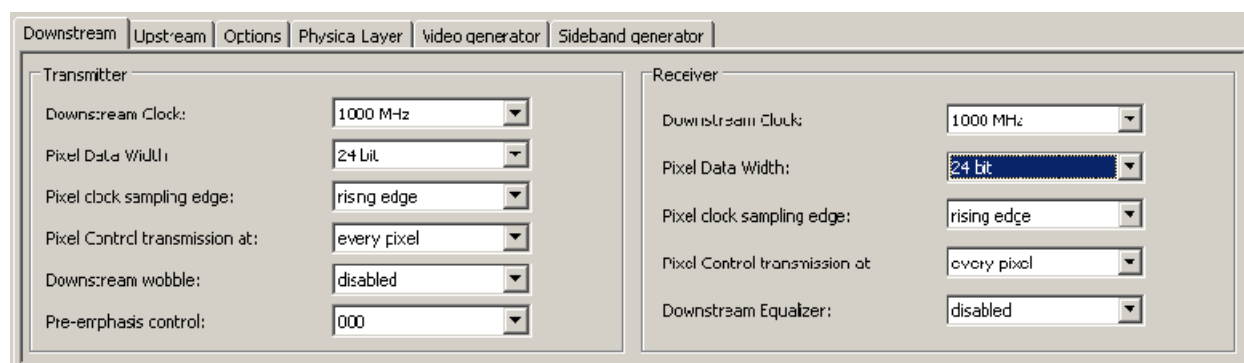 Downstream Upstream Options Physical Layer Video generator Sideband generator
Transmitter
Downstream Clock: 1000 MHz
Pixel Data Width 24 bit
Pixel clock sampling edge: rising edge
Pixel Control transmission at: every pixel
Downstream wobble: disabled
Pre-emphasis control: 000
Receiver
Downstream Clock: 1000 MHz
Pixel Data Width: 24 bit
Pixel clock sampling edge: rising edge
Pixel Control transmission at every pixel
Downstream Equalizer: disabled